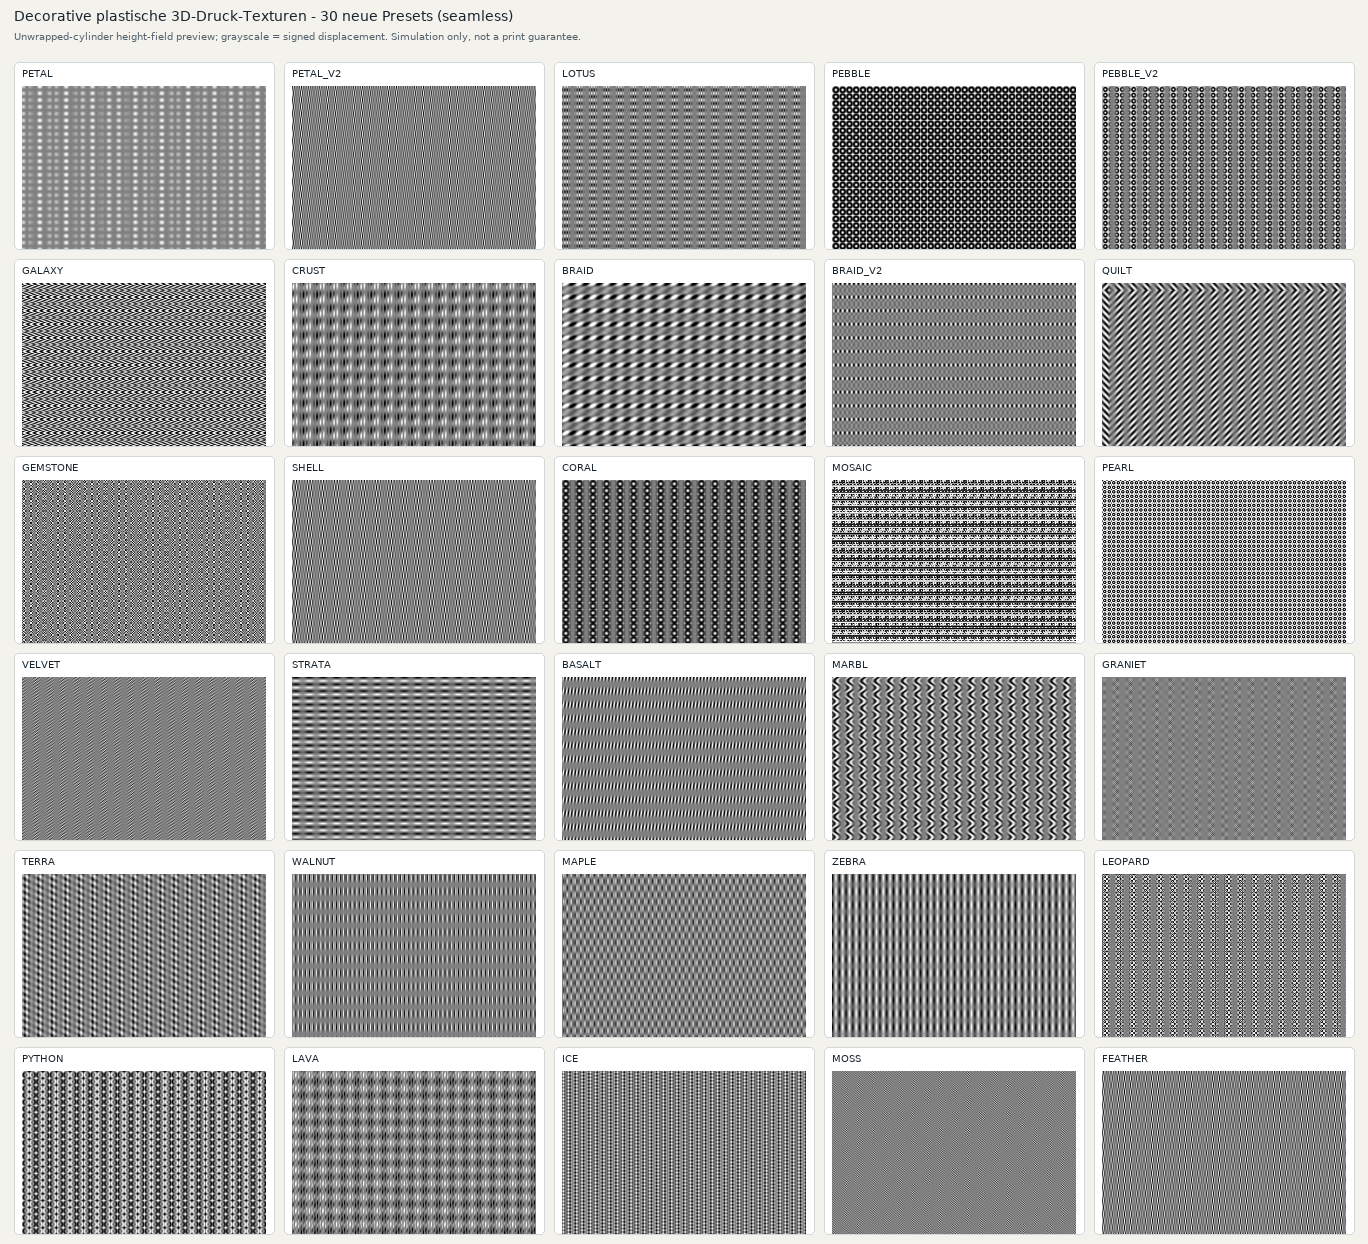 Decorative plastische 3D-Druck-Texturen - 30 neue Presets (seamless)
Unwrapped-cylinder height-field preview; grayscale = signed displacement. Simulation only, not a print guarantee.
PETAL
PETAL_V2
LOTUS
PEBBLE
PEBBLE_V2
GALAXY
CRUST
BRAID
BRAID_V2
QUILT
GEMSTONE
SHELL
CORAL
MOSAIC
PEARL
VELVET
STRATA
BASALT
MARBL
GRANIET
TERRA
WALNUT
MAPLE
ZEBRA
LEOPARD
PYTHON
LAVA
ICE
MOSS
FEATHER